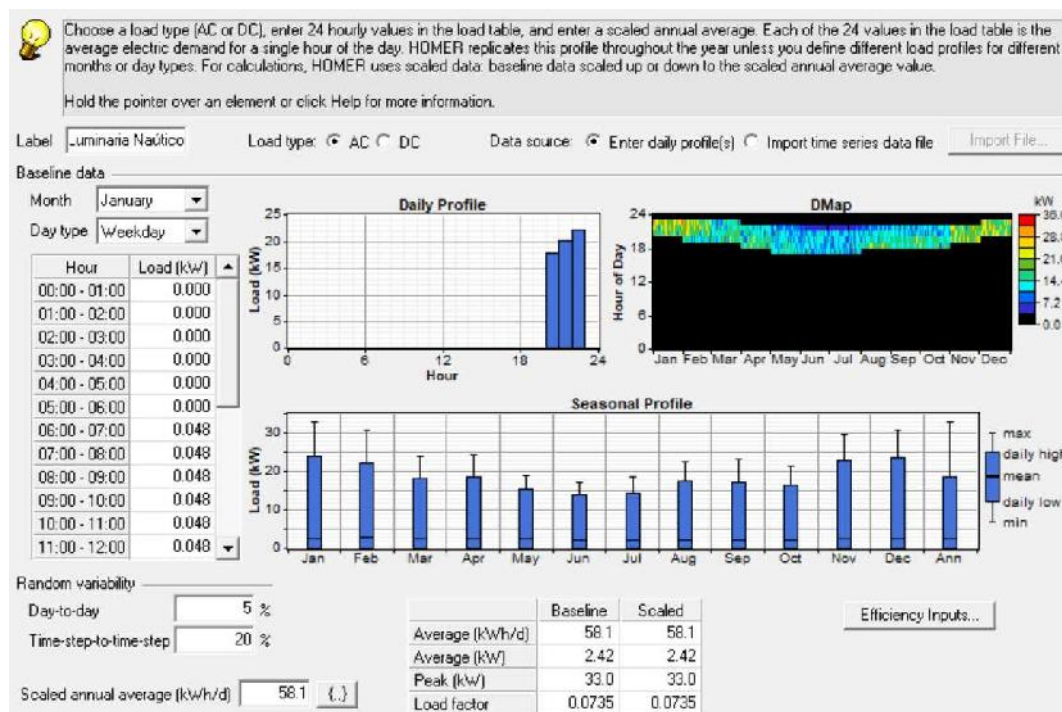 Choose a load type (AC or DC), enter 24 hourly values in the load table, and enter a scaled annual average. Each of the 24 values in the load table is the
average electric demand for a single hour of the day. HOMER replicates this profile throughout the year unless you define different load profiles for different
months or day types. For calculations, HOMER uses scaled data: baseline data scaled up or down to the scaled annual average value.
Hold the pointer over an element or click Help for more information.
Label Luminaria Naútico Load type: AC DC Data source: Enter daily profile(s) Import time series data file Import File...
Baseline data
Month January
Day type Weekday
Hour Load (kW)
00:00 - 01:00 0.000
01:00 - 02:00 0.000
02:00 - 03:00 0.000
03:00 - 04:00 0.000
04:00 - 05:00 0.000
05:00 - 06:00 0.000
06:00 - 07:00 0.048
07:00 - 08:00 0.048
08:00 - 09:00 0.048
09:00 - 10:00 0.048
10:00 - 11:00 0.048
11:00 - 12:00 0.048
Daily Profile
Load (kW)
25
20
15
10
5
0
0 6 12 18 24
Hour
DMap
Hour of Day
24
18
12
6
0
Jan Feb Mar Apr May Jun Jul Aug Sep Oct Nov Dec
kW
36.0
28.8
21.6
14.4
7.2
0.0
Seasonal Profile
Load (kW)
30
20
10
0
Jan Feb Mar Apr May Jun Jul Aug Sep Oct Nov Dec Ann
max
daily high
mean
daily low
min
Random variability
Day-to-day 5 %
Time-step-to-time-step 20 %
Scaled annual average (kWh/d) 58.1 {..}
Baseline Scaled
Average (kWh/d) 58.1 58.1
Average (kW) 2.42 2.42
Peak (kW) 33.0 33.0
Load factor 0.0735 0.0735
Efficiency Inputs...